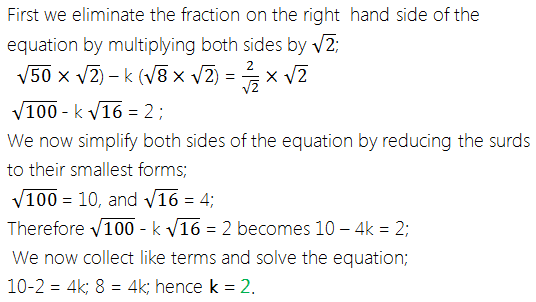 First we eliminate the fraction on the right hand side of the
equation by multiplying both sides by √2;
√50 × √2) – k (√8 × √2) = 2/√2 × √2
√100 - k √16 = 2 ;
We now simplify both sides of the equation by reducing the surds
to their smallest forms;
√100 = 10, and √16 = 4;
Therefore √100 - k √16 = 2 becomes 10 – 4k = 2;
We now collect like terms and solve the equation;
10-2 = 4k; 8 = 4k; hence k = 2.